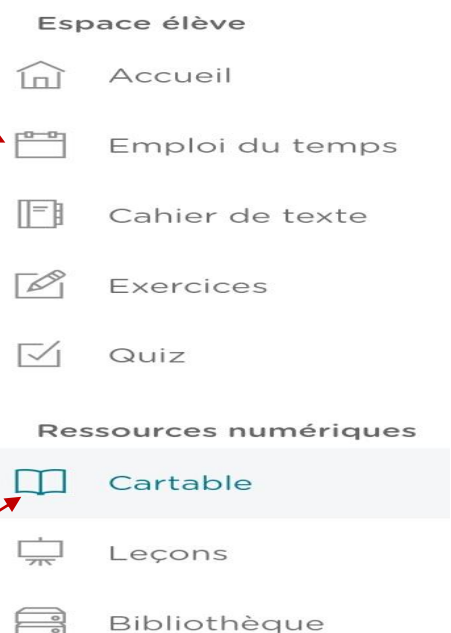 Espace élève
Accueil
Emploi du temps
Cahier de texte
Exercices
Quiz
Ressources numériques
Cartable
Leçons
Bibliothèque